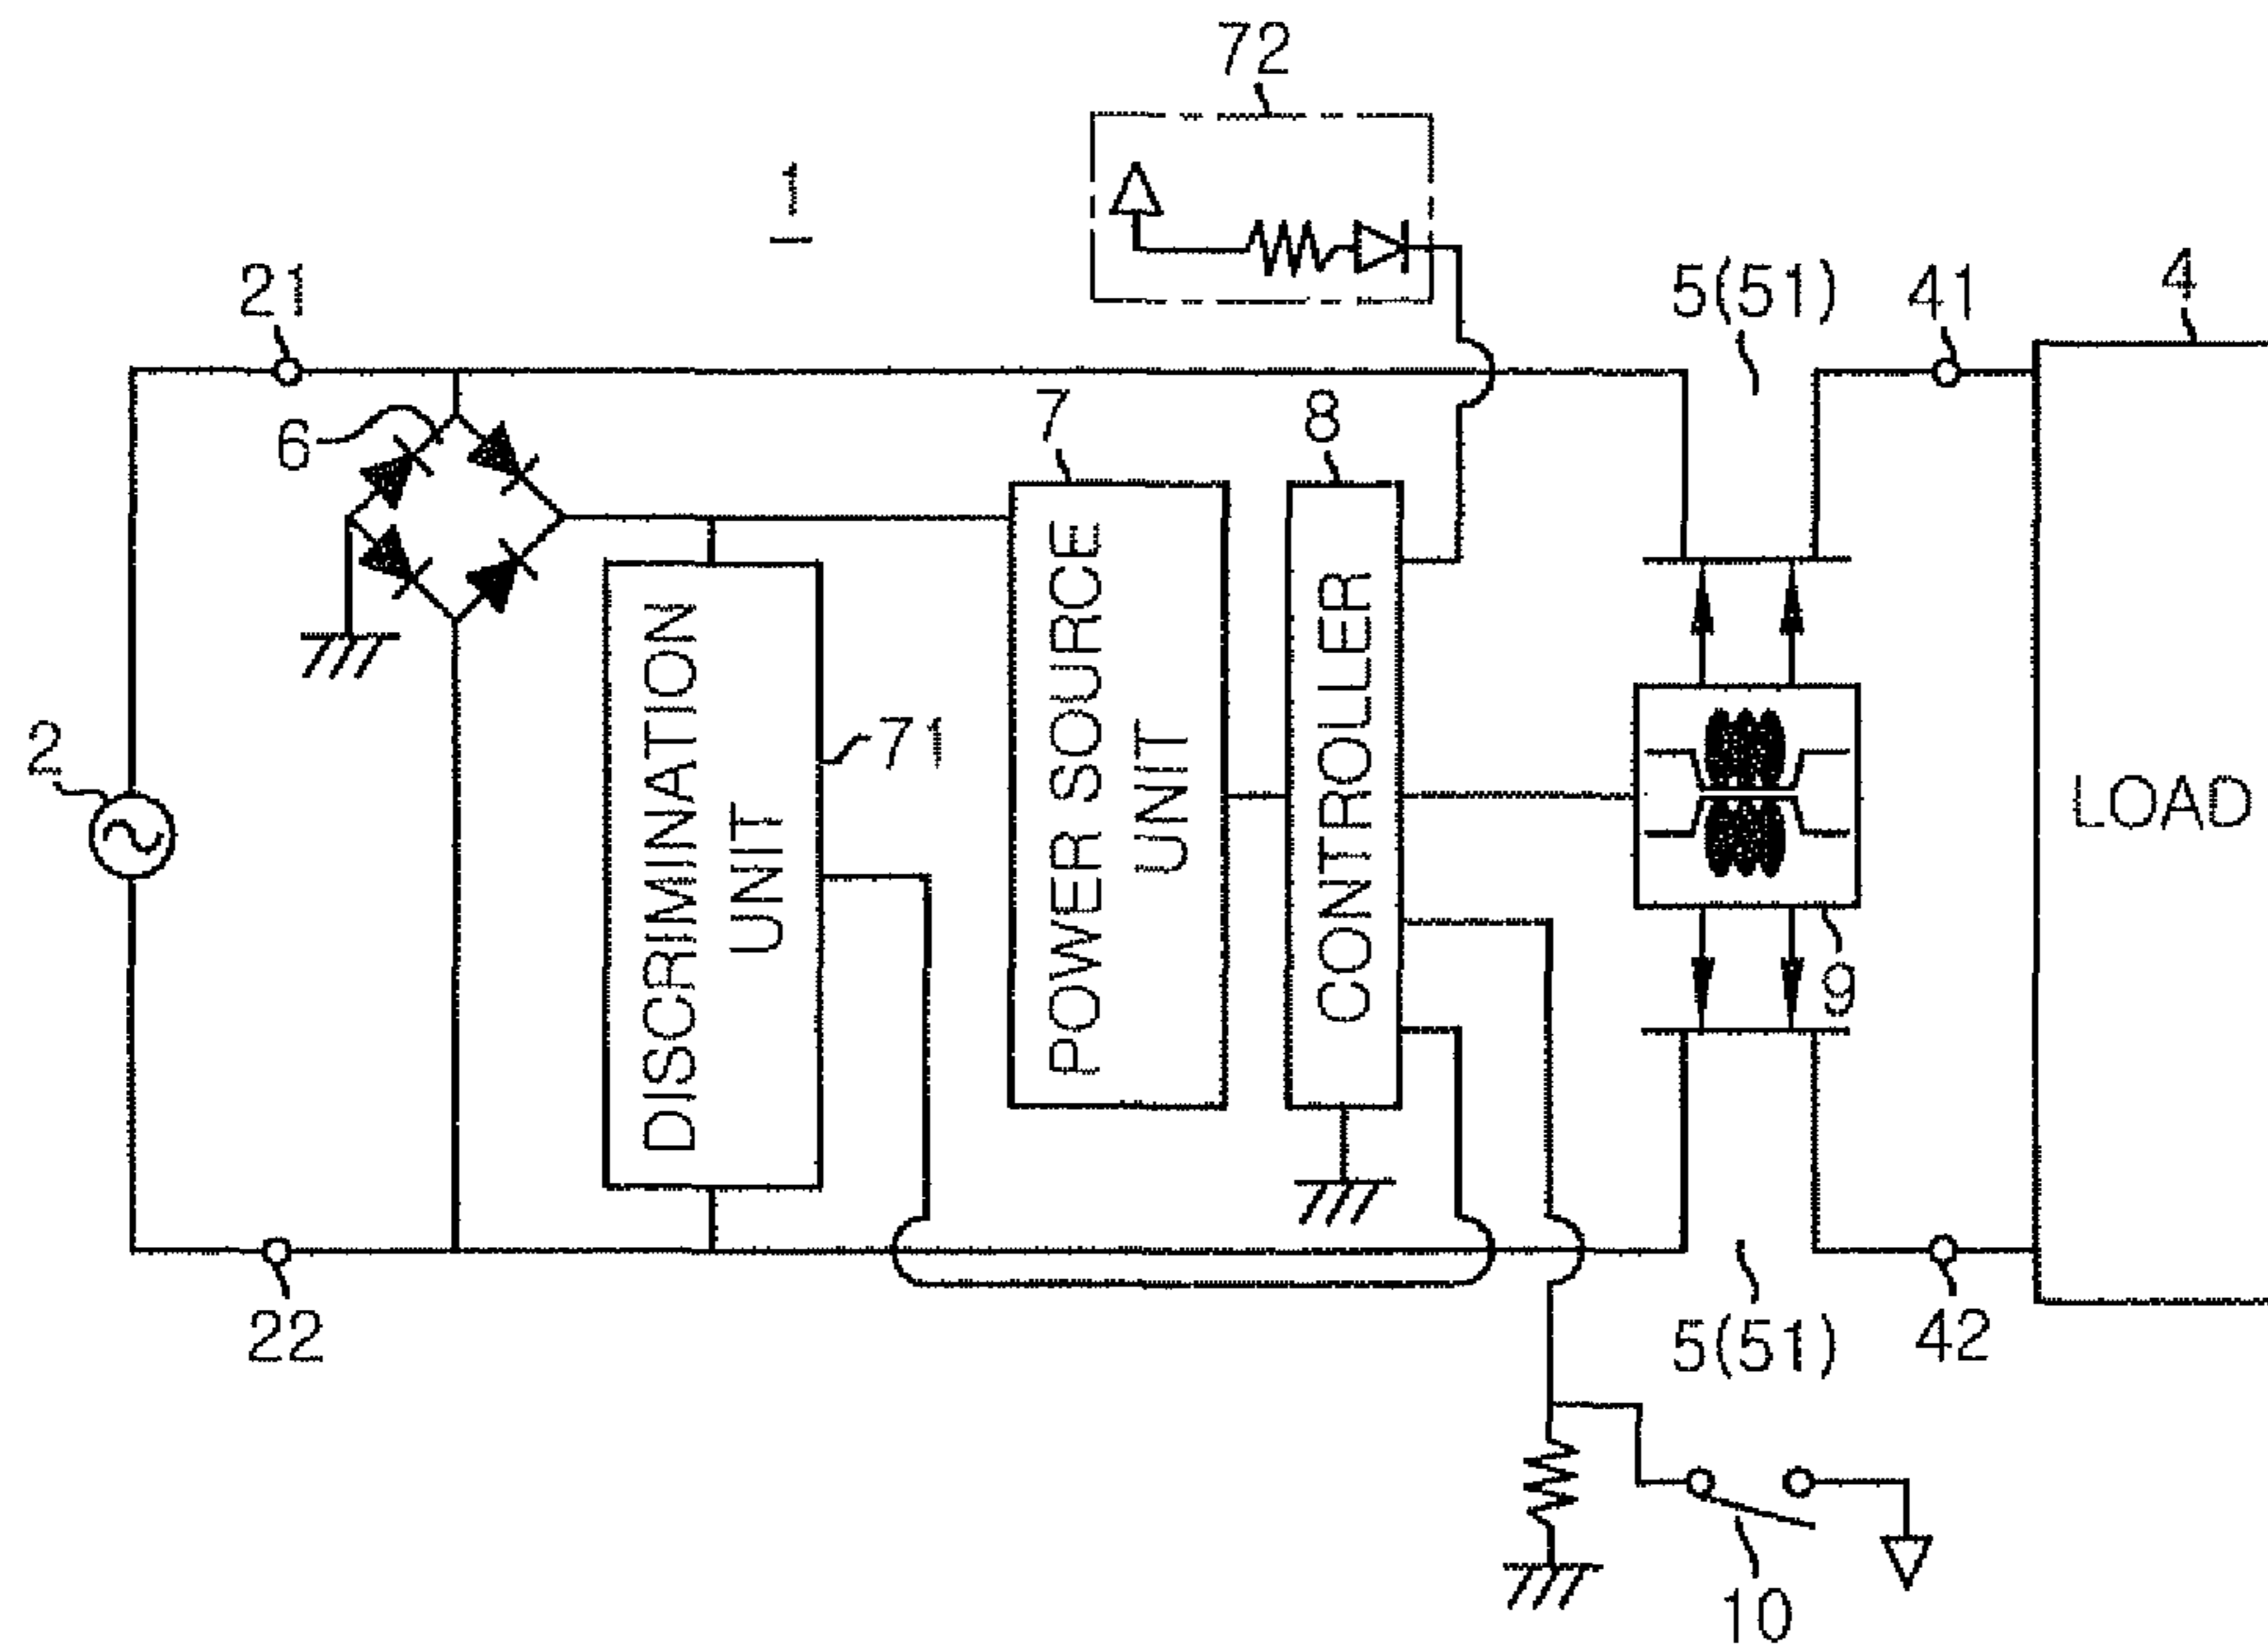 72
1
21
5(51)
41
4
6
7
8
DISCRIMINATION
UNIT
71
POWER SOURCE
UNIT
CONTROLLER
2
LOAD
9
22
5(51)
42
10